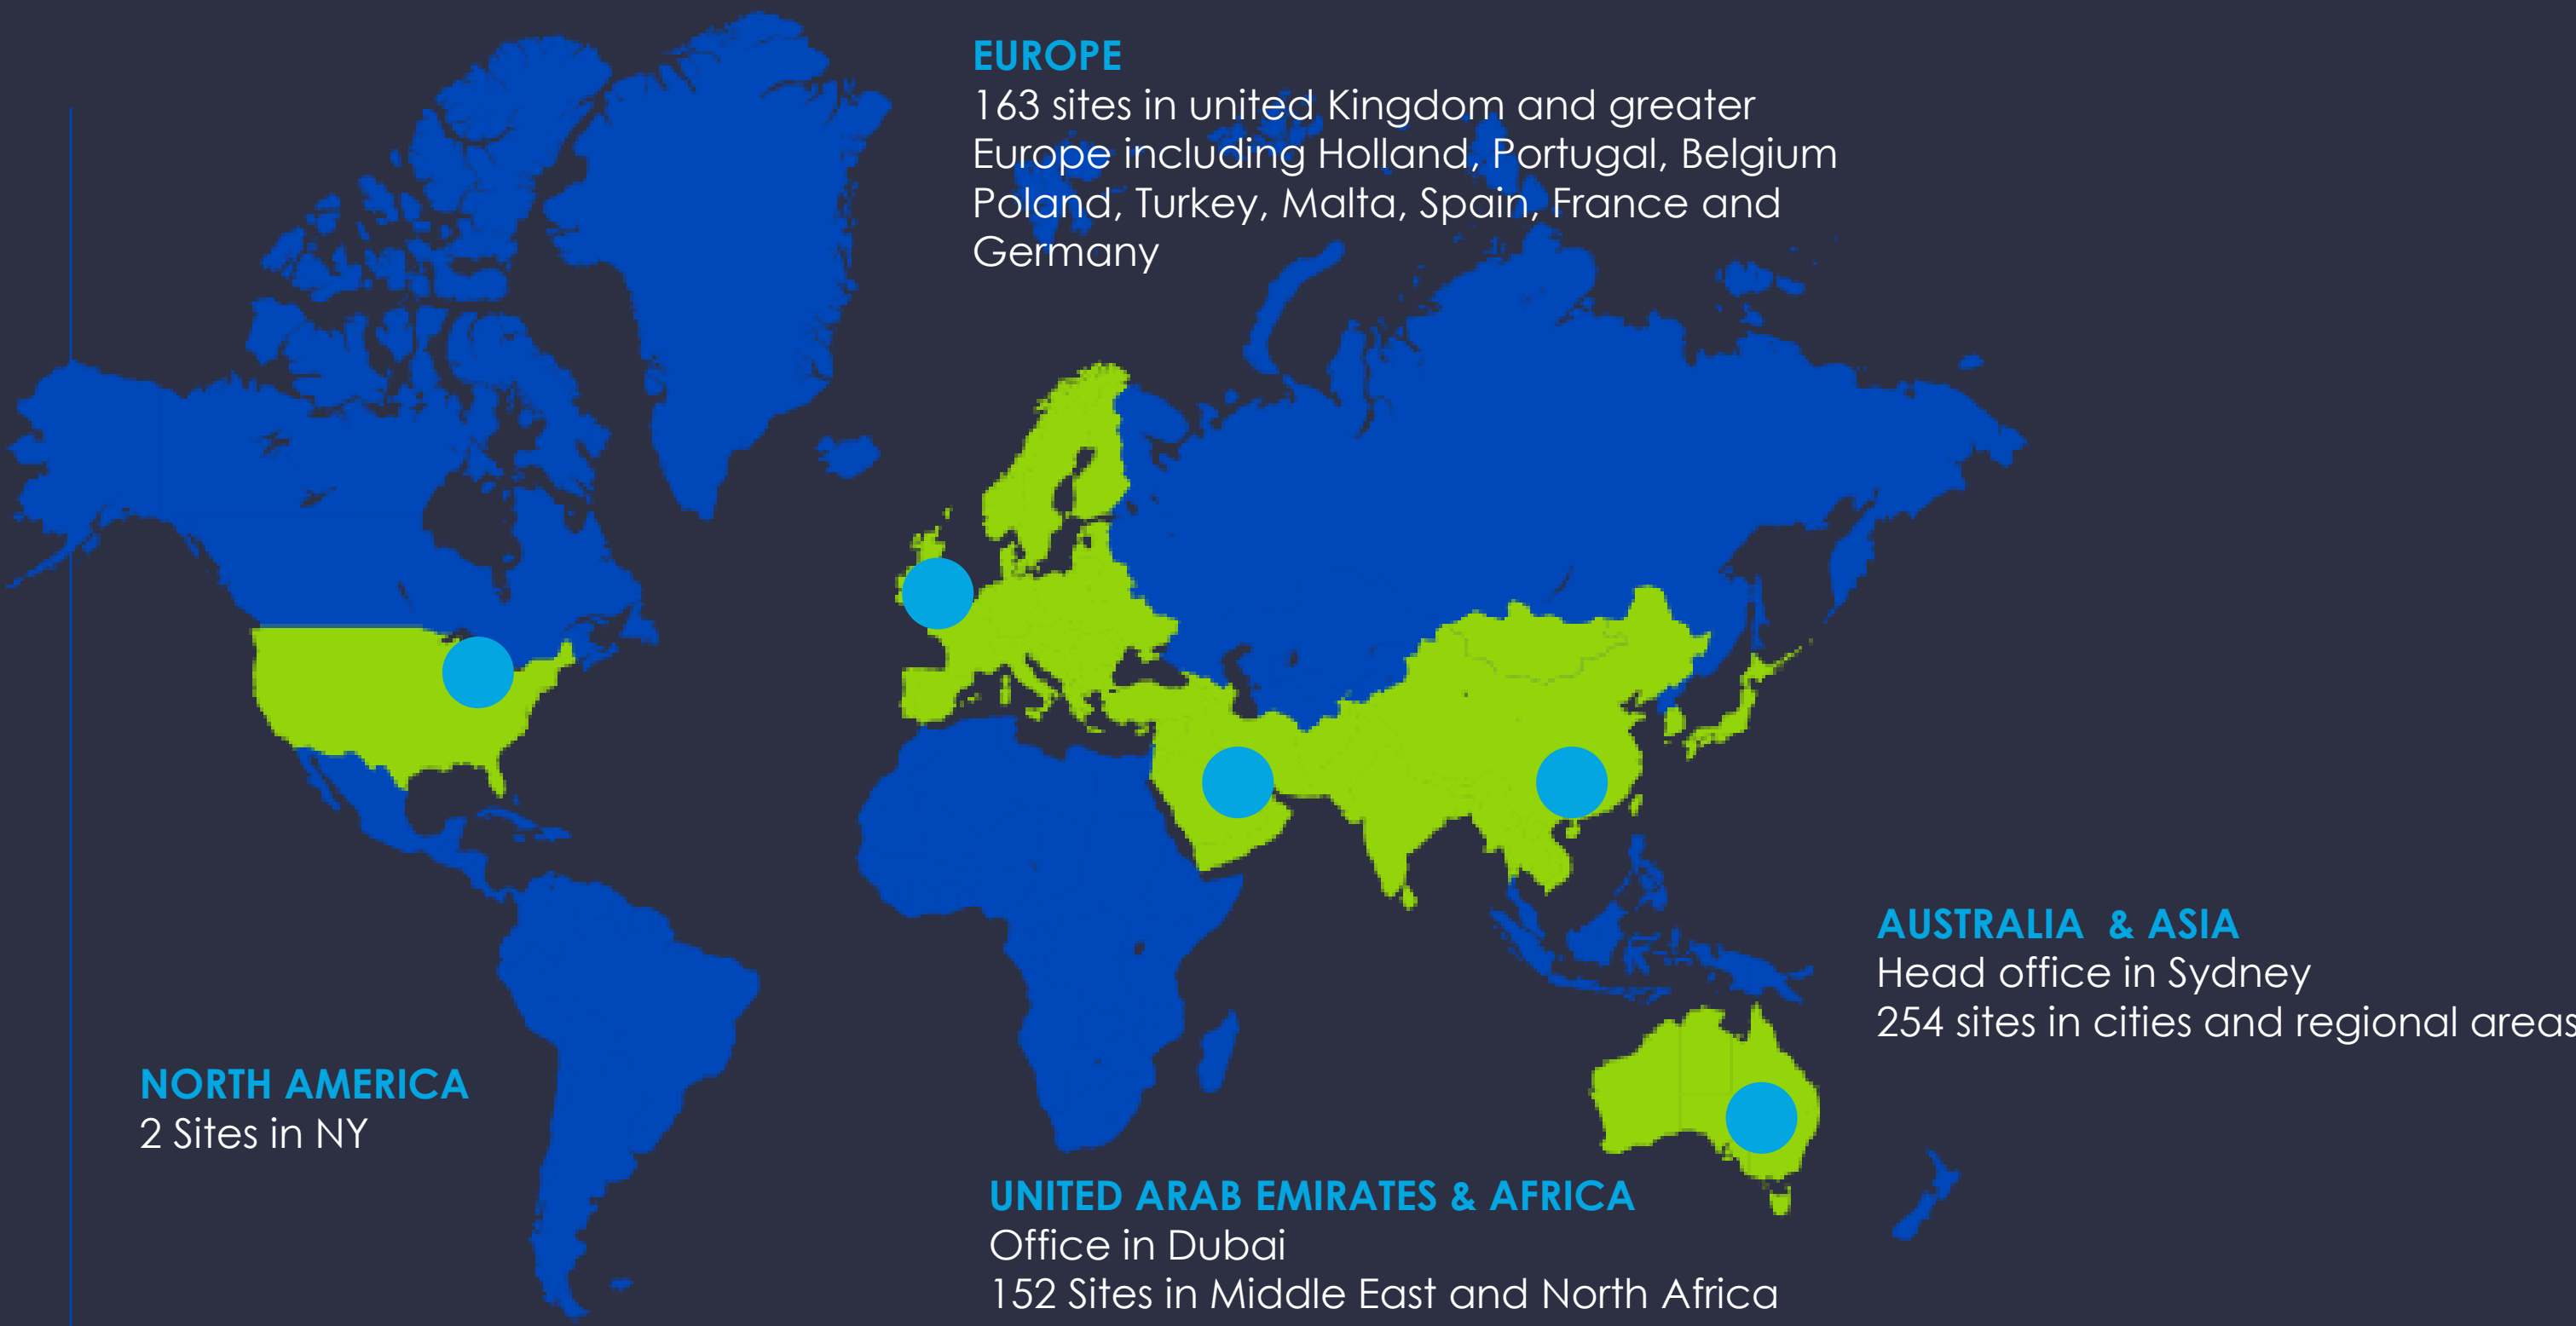 EUROPE
163 sites in united Kingdom and greater
Europe including Holland, Portugal, Belgium
Poland, Turkey, Malta, Spain, France and
Germany
AUSTRALIA & ASIA
Head office in Sydney
254 sites in cities and regional areas
NORTH AMERICA
2 Sites in NY
UNITED ARAB EMIRATES & AFRICA
Office in Dubai
152 Sites in Middle East and North Africa